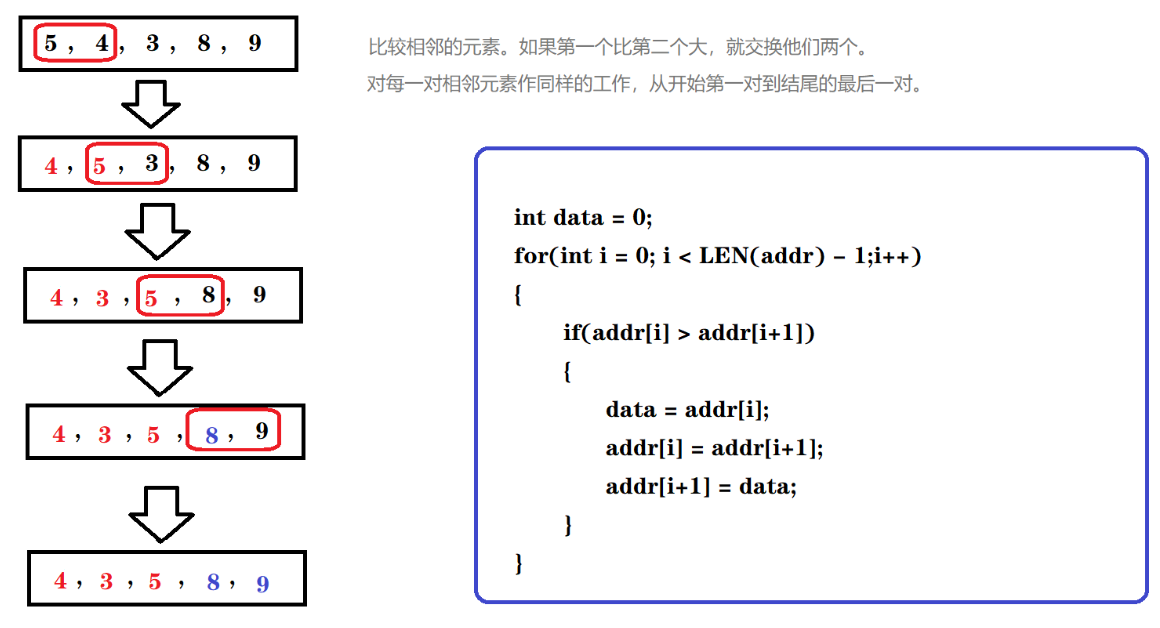 5 , 4 , 3 , 8 , 9
4 , 5 , 3 , 8 , 9
4 , 3 , 5 , 8 , 9
4 , 3 , 5 , 8 , 9
4 , 3 , 5 , 8 , 9
比较相邻的元素。如果第一个比第二个大，就交换他们两个。
对每一对相邻元素作同样的工作，从开始第一对到结尾的最后一对。
int data = 0;
for(int i = 0; i < LEN(addr) - 1;i++)
{
if(addr[i] > addr[i+1])
{
data = addr[i];
addr[i] = addr[i+1];
addr[i+1] = data;
}
}